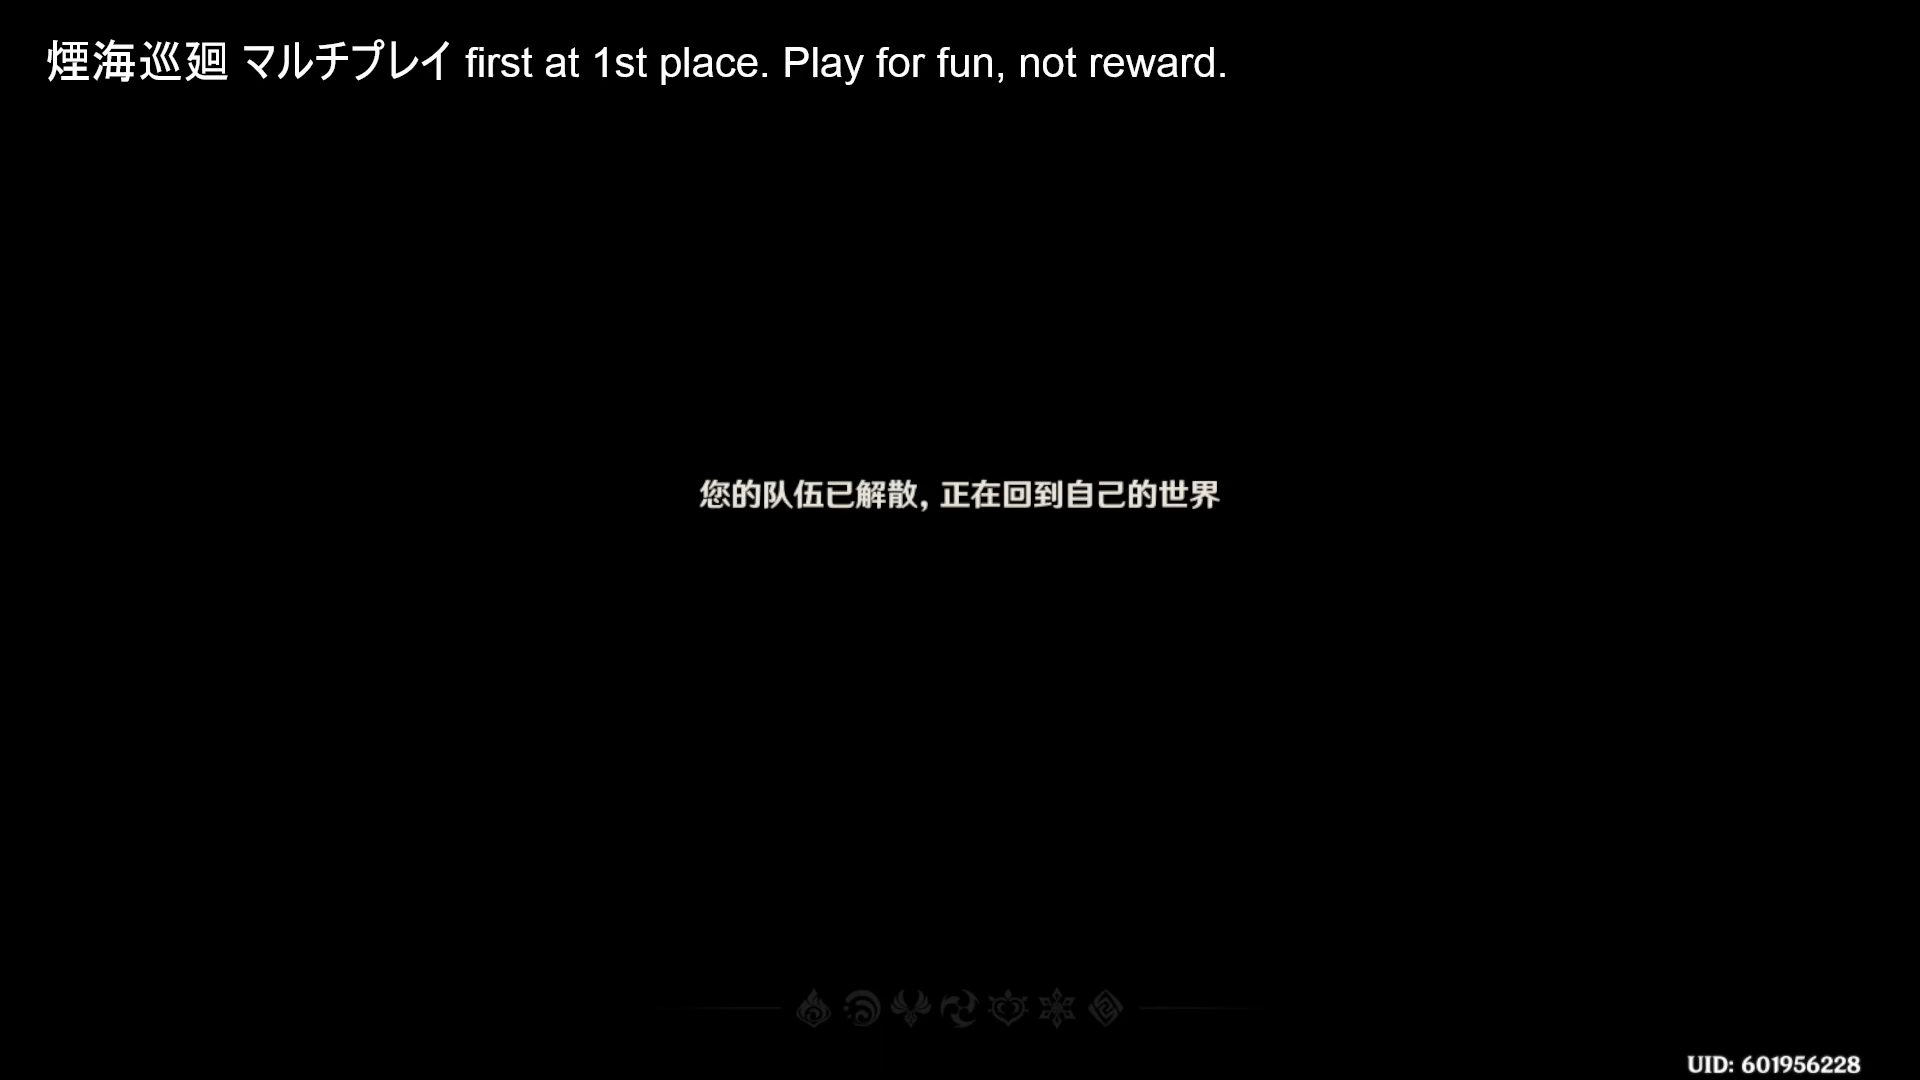 煙海巡廻 マルチプレイ first at 1st place. Play for fun, not reward.
您的队伍已解散, 正在回到自己的世界
UID: 601956228